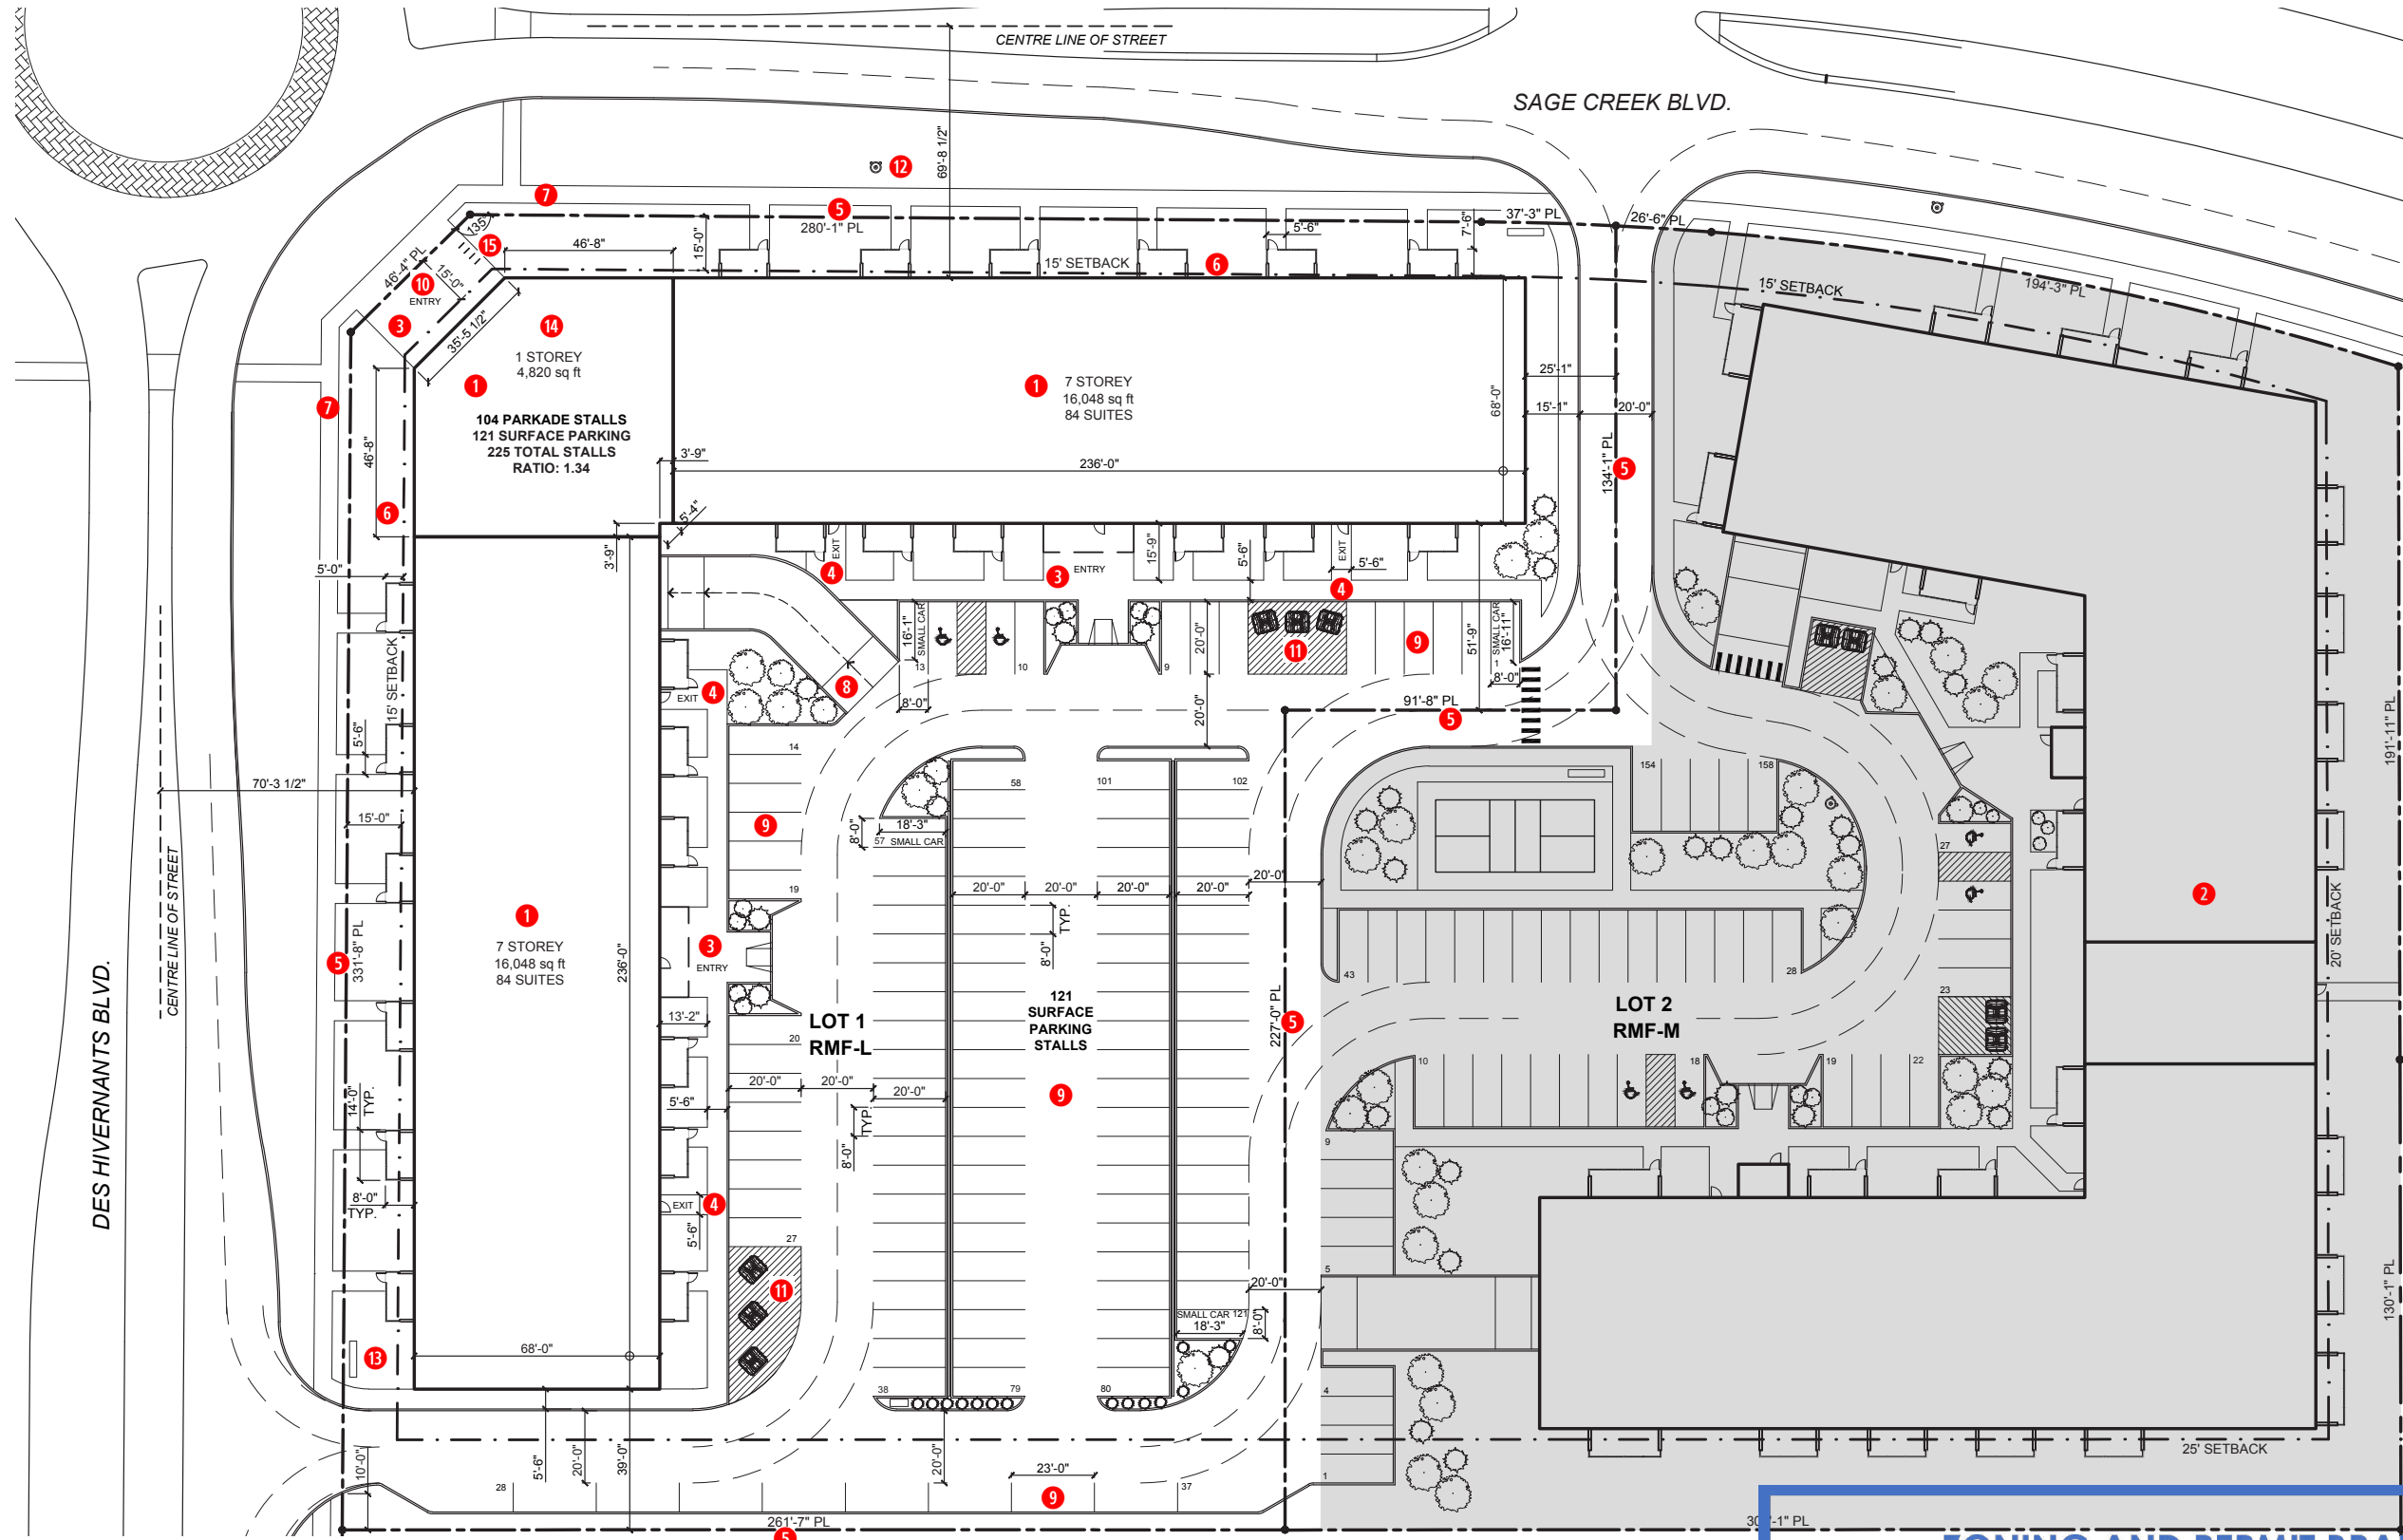 CENTRE LINE OF STREET
SAGE CREEK BLVD.
12
69'-8 1/2"
7
5
280'-1" PL
37'-3" PL
26'-6" PL
135°
15
46'-8"
15'-0"
5'-6"
7'-6"
46'-4" PL
10
15'-0"
ENTRY
15' SETBACK
6
15' SETBACK
194'-3" PL
3
14
35'-5 1/2"
1 STOREY
4,820 sq ft
1
1
7 STOREY
16,048 sq ft
84 SUITES
25'-1"
68'-0"
15'-1"
20'-0"
7
104 PARKADE STALLS
121 SURFACE PARKING
225 TOTAL STALLS
RATIO: 1.34
46'-8"
3'-9"
236'-0"
134'-1" PL
5
6
5'-4"
3'-9"
5'-0"
EXIT
4
3
ENTRY
15'-9"
5'-6"
EXIT
5'-6"
4
16'-1"
SMALL CAR
13
10
9
20'-0"
11
9
51'-9"
SMALL CAR
16'-11"
1
8'-0"
15' SETBACK
EXIT
4
8
8'-0"
20'-0"
91'-8" PL
5
191'-11" PL
5'-6"
14
70'-3 1/2"
58
101
102
154
158
15'-0"
9
8'-0"
18'-3"
57 SMALL CAR
27
CENTRE LINE OF STREET
19
20'-0"
20'-0"
20'-0"
20'-0"
20'-0"
TYP.
8'-0"
2
20' SETBACK
1
7 STOREY
16,048 sq ft
84 SUITES
236'-0"
3
ENTRY
5
331'-8" PL
43
28
23
DES HIVERNANTS BLVD.
13'-2"
20
LOT 1
RMF-L
121
SURFACE
PARKING
STALLS
227'-0" PL
5
LOT 2
RMF-M
20'-0"
20'-0"
20'-0"
5'-6"
9
10
18
19
22
14'-0"
TYP.
TYP.
8'-0"
9
8'-0"
TYP.
EXIT
4
5'-6"
27
11
5
20'-0"
130'-1" PL
SMALL CAR 121
18'-3"
8'-0"
13
68'-0"
38
79
80
4
5'-6"
20'-0"
39'-0"
20'-0"
10'-0"
25' SETBACK
23'-0"
28
9
37
1
261'-7" PL
5
-1" PL